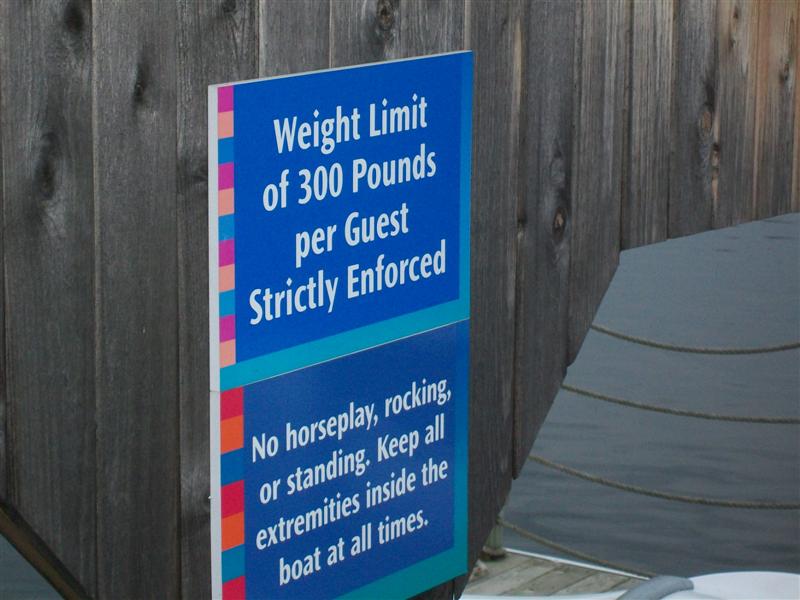 Weight Limit
of 300 Pounds
per Guest
Strictly Enforced
No horseplay, rocking,
or standing. Keep all
extremities inside the
boat at all times.